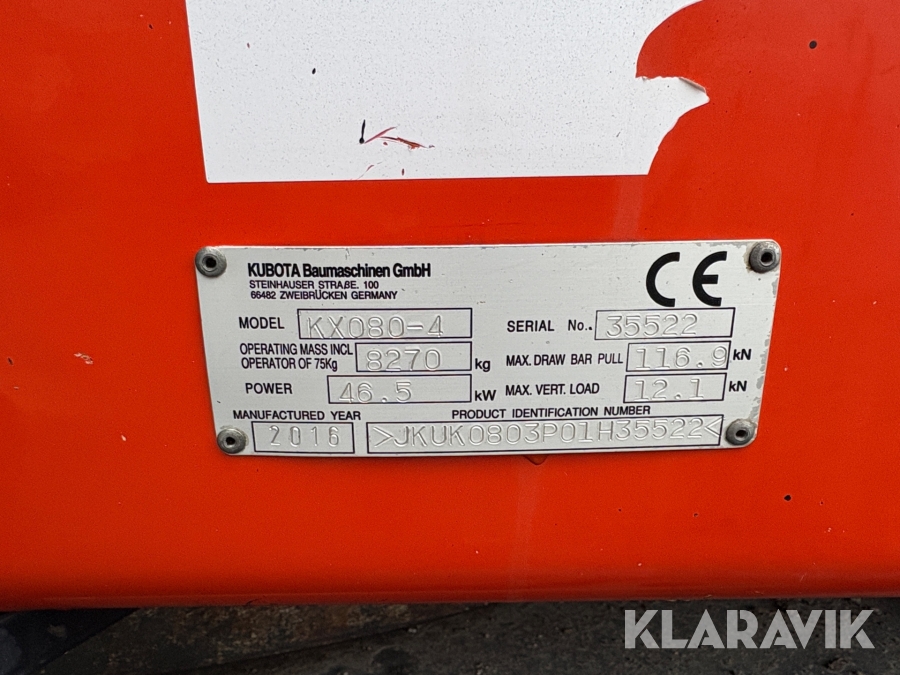 KUBOTA Baumaschinen GmbH
STEINHAUSER STRAßE. 100
66482 ZWEIBRÜCKEN GERMANY
CE
MODEL KX080-4 SERIAL No.. 35522
OPERATING MASS INCL OPERATOR OF 75Kg 8270 kg MAX. DRAW BAR PULL 116.9 kN
POWER 46.5 kW MAX. VERT. LOAD 12.1 kN
MANUFACTURED YEAR PRODUCT IDENTIFICATION NUMBER
2016 >JKUK0803P01H35522<
KLARAVIK